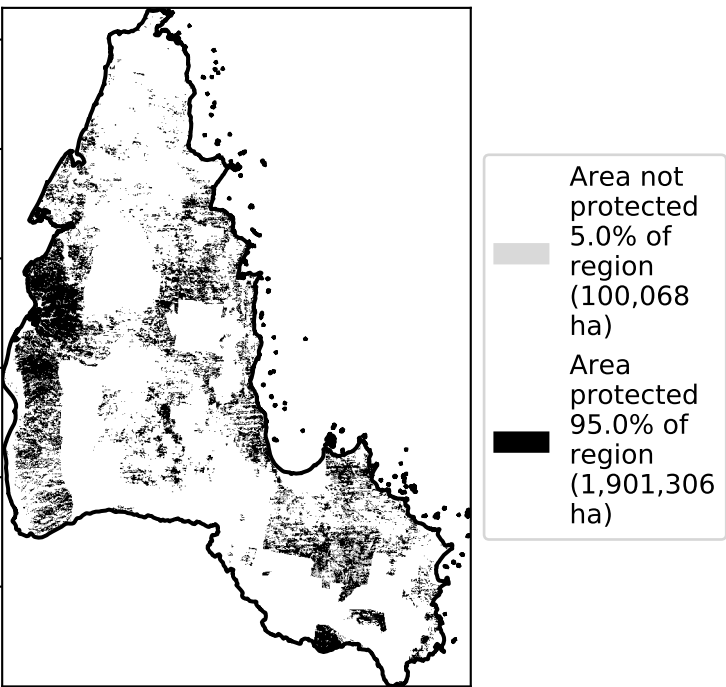 Area not
protected
5.0% of
region
(100,068
ha)
Area
protected
95.0% of
region
(1,901,306
ha)